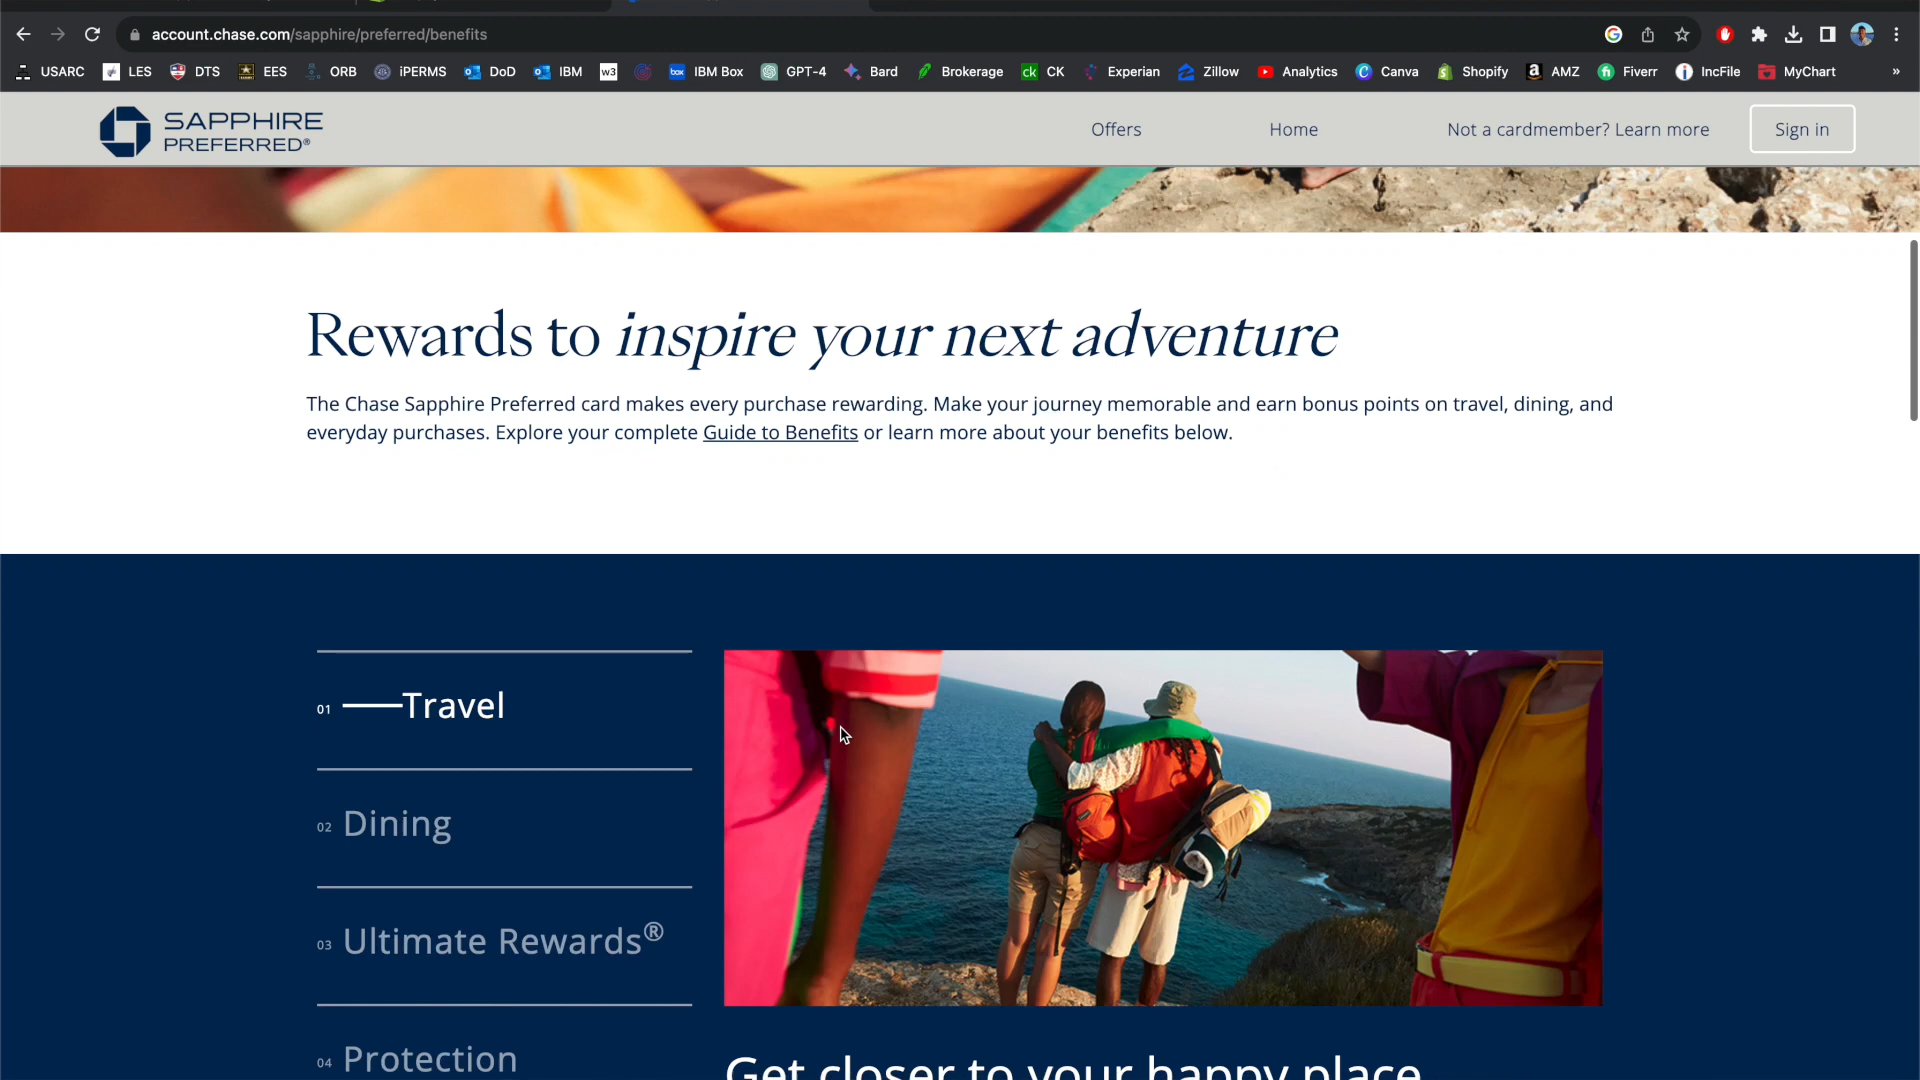 account.chase.com/sapphire/preferred/benefits
USARC LES DTS EES ORB iPERMS DoD IBM w3 box IBM Box GPT-4 Bard Brokerage ck CK Experian Zillow Analytics Canva Shopify AMZ Fiverr IncFile MyChart »
SAPPHIRE
PREFERRED®
Offers Home Not a cardmember? Learn more Sign in
Rewards to inspire your next adventure
The Chase Sapphire Preferred card makes every purchase rewarding. Make your journey memorable and earn bonus points on travel, dining, and
everyday purchases. Explore your complete Guide to Benefits or learn more about your benefits below.
01 Travel
02 Dining
03 Ultimate Rewards®
04 Protection
Get closer to your happy place